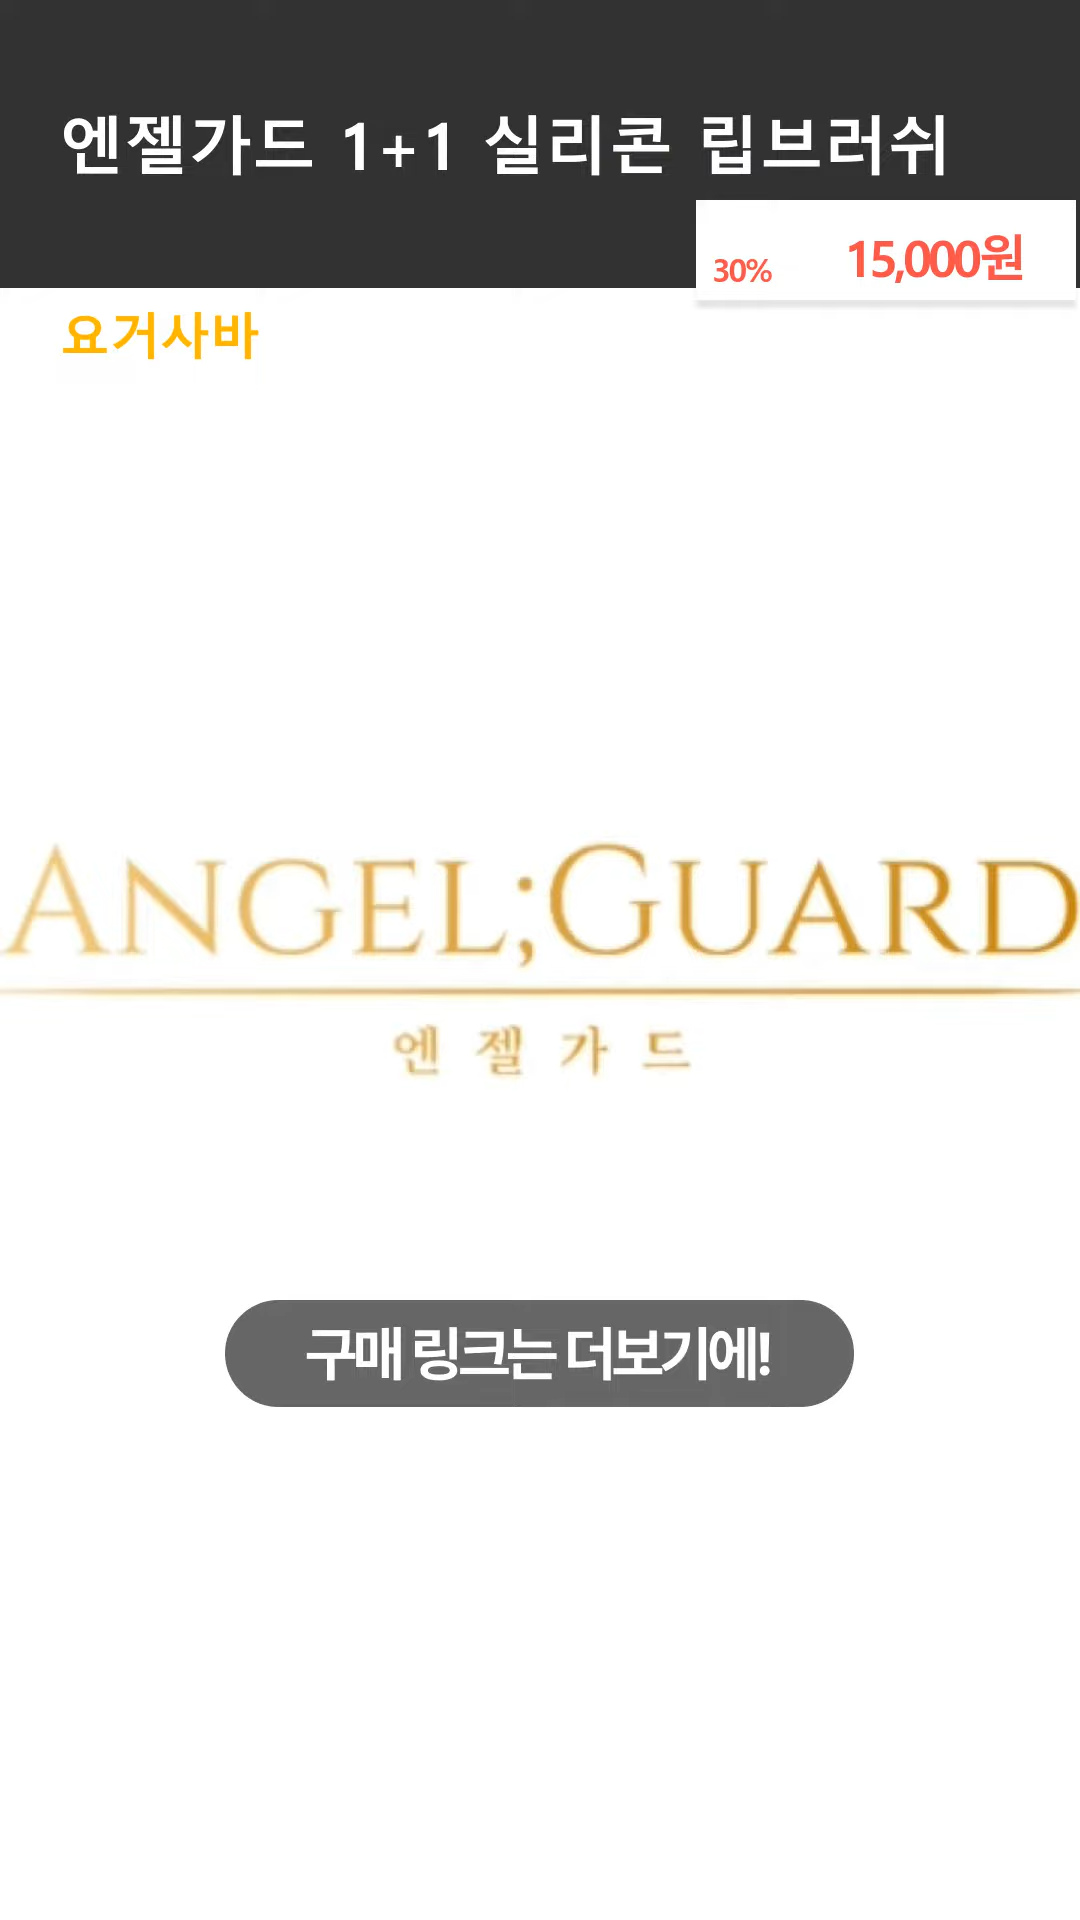 엔젤가드 1+1 실리콘 립브러쉬
30% 15,000원
요거사바
ANGEL;GUARD
엔젤가드
구매 링크는 더보기에!